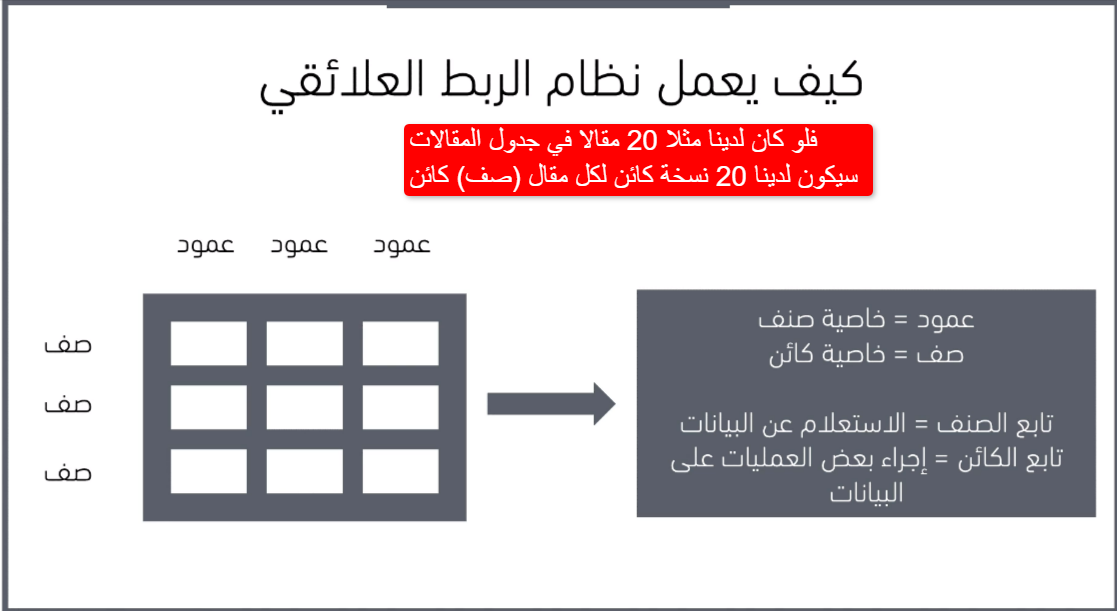 كيف يعمل نظام الربط العلائقي
فلو كان لدينا مثلا 20 مقالا في جدول المقالات
سيكون لدينا 20 نسخة كائن لكل مقال (صف) كائن
عمود عمود عمود
صف
صف
صف
عمود = خاصية صنف
صف = خاصية كائن
تابع الصنف = الاستعلام عن البيانات
تابع الكائن = إجراء بعض العمليات على
البيانات